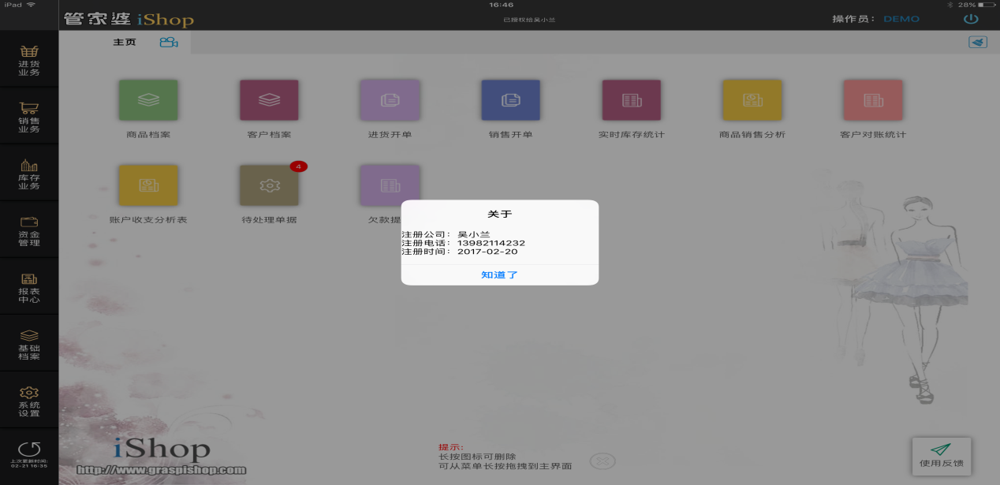 iPad
16:46
28%
管家婆 iShop
已授权给吴小兰
操作员： DEMO
主页
进货
业务
销售
业务
库存
业务
资金
管理
报表
中心
基础
档案
系统
设置
上次更新时间:
02-21 16:35
商品档案
客户档案
进货开单
销售开单
实时库存统计
商品销售分析
客户对账统计
账户收支分析表
4
待处理单据
欠款提
关于
注册公司： 吴小兰
注册电话： 13982114232
注册时间： 2017-02-20
知道了
iShop
http://www.graspishop.com
提示:
长按图标可删除
可从菜单长按拖拽到主界面
使用反馈